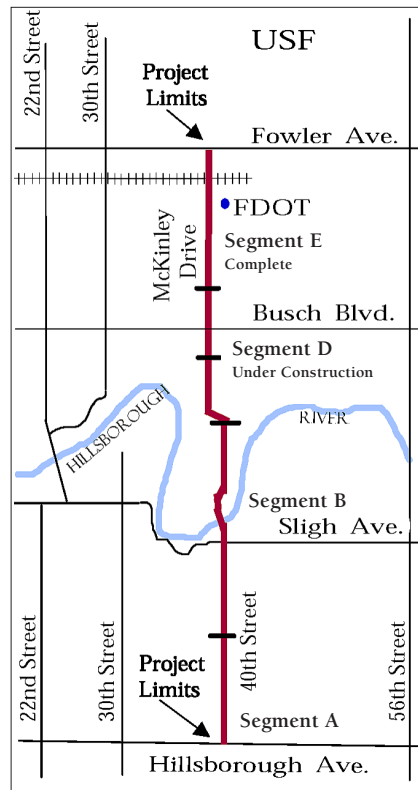 USF
22nd Street
30th Street
Project
Limits
Fowler Ave.
FDOT
McKinley
Drive
Segment E
Complete
Busch Blvd.
Segment D
Under Construction
HILLSBOROUGH
RIVER
Segment B
Sligh Ave.
22nd Street
30th Street
40th Street
56th Street
Project
Limits
Segment A
Hillsborough Ave.